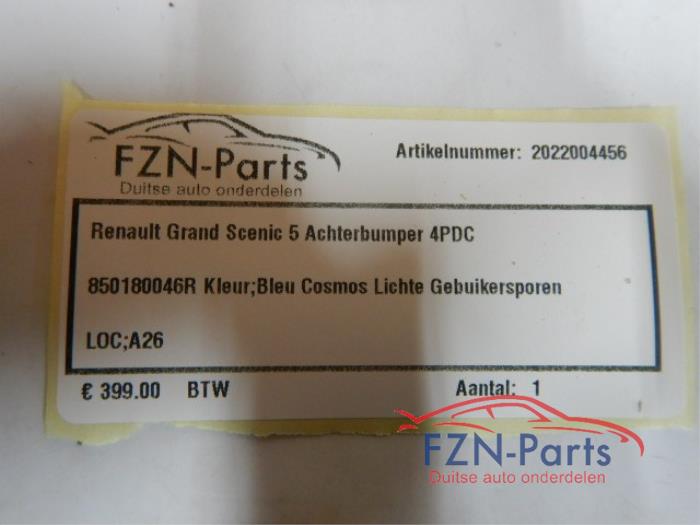 FZN-Parts
Duitse auto onderdelen
Artikelnummer: 2022004456
Renault Grand Scenic 5 Achterbumper 4PDC
850180046R Kleur;Bleu Cosmos Lichte Gebuikersporen
LOC;A26
€ 399.00 BTW Aantal: 1
FZN-Parts
Duitse auto onderdelen